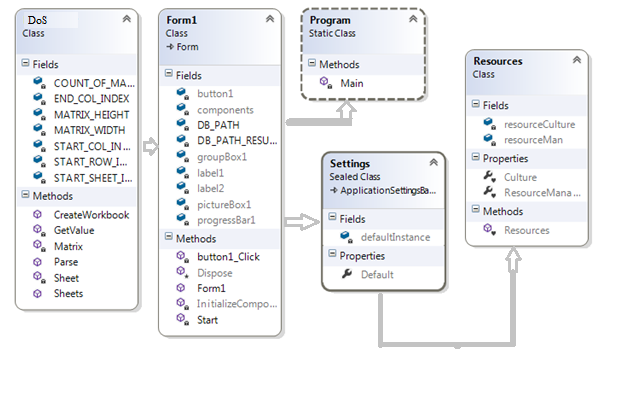 DoS
Class
Fields
COUNT_OF_MA...
END_COL_INDEX
MATRIX_HEIGHT
MATRIX_WIDTH
START_COL_IN...
START_ROW_I...
START_SHEET_I...
Methods
CreateWorkbook
GetValue
Matrix
Parse
Sheet
Sheets
Form1
Class
Form
Fields
button1
components
DB_PATH
DB_PATH_RESU...
groupBox1
label1
label2
pictureBox1
progressBar1
Methods
button1_Click
Dispose
Form1
InitializeCompo...
Start
Program
Static Class
Methods
Main
Settings
Sealed Class
ApplicationSettingsBa...
Fields
defaultInstance
Properties
Default
Resources
Class
Fields
resourceCulture
resourceMan
Properties
Culture
ResourceMana...
Methods
Resources